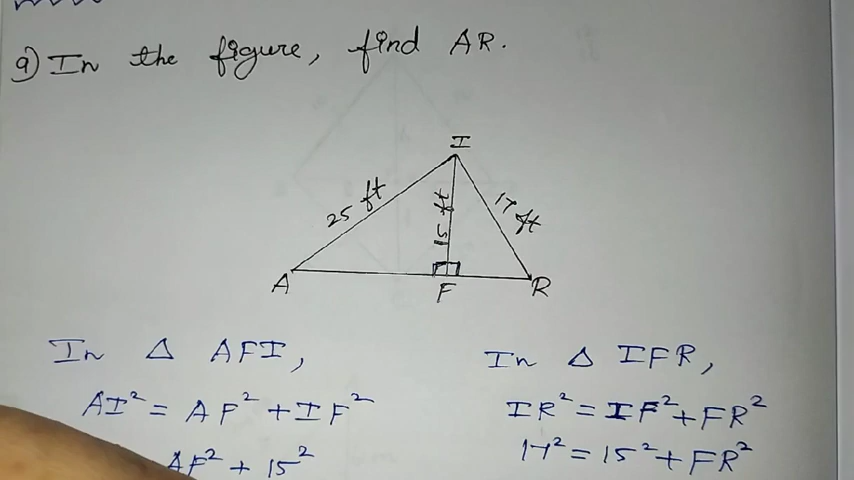 9) In the figure, find AR.
I
25 ft
15 ft
17 ft
A
F
R
In Δ AFI,
AI² = AF² + IF²
AF² + 15²
In Δ IFR,
IR² = IF² + FR²
17² = 15² + FR²